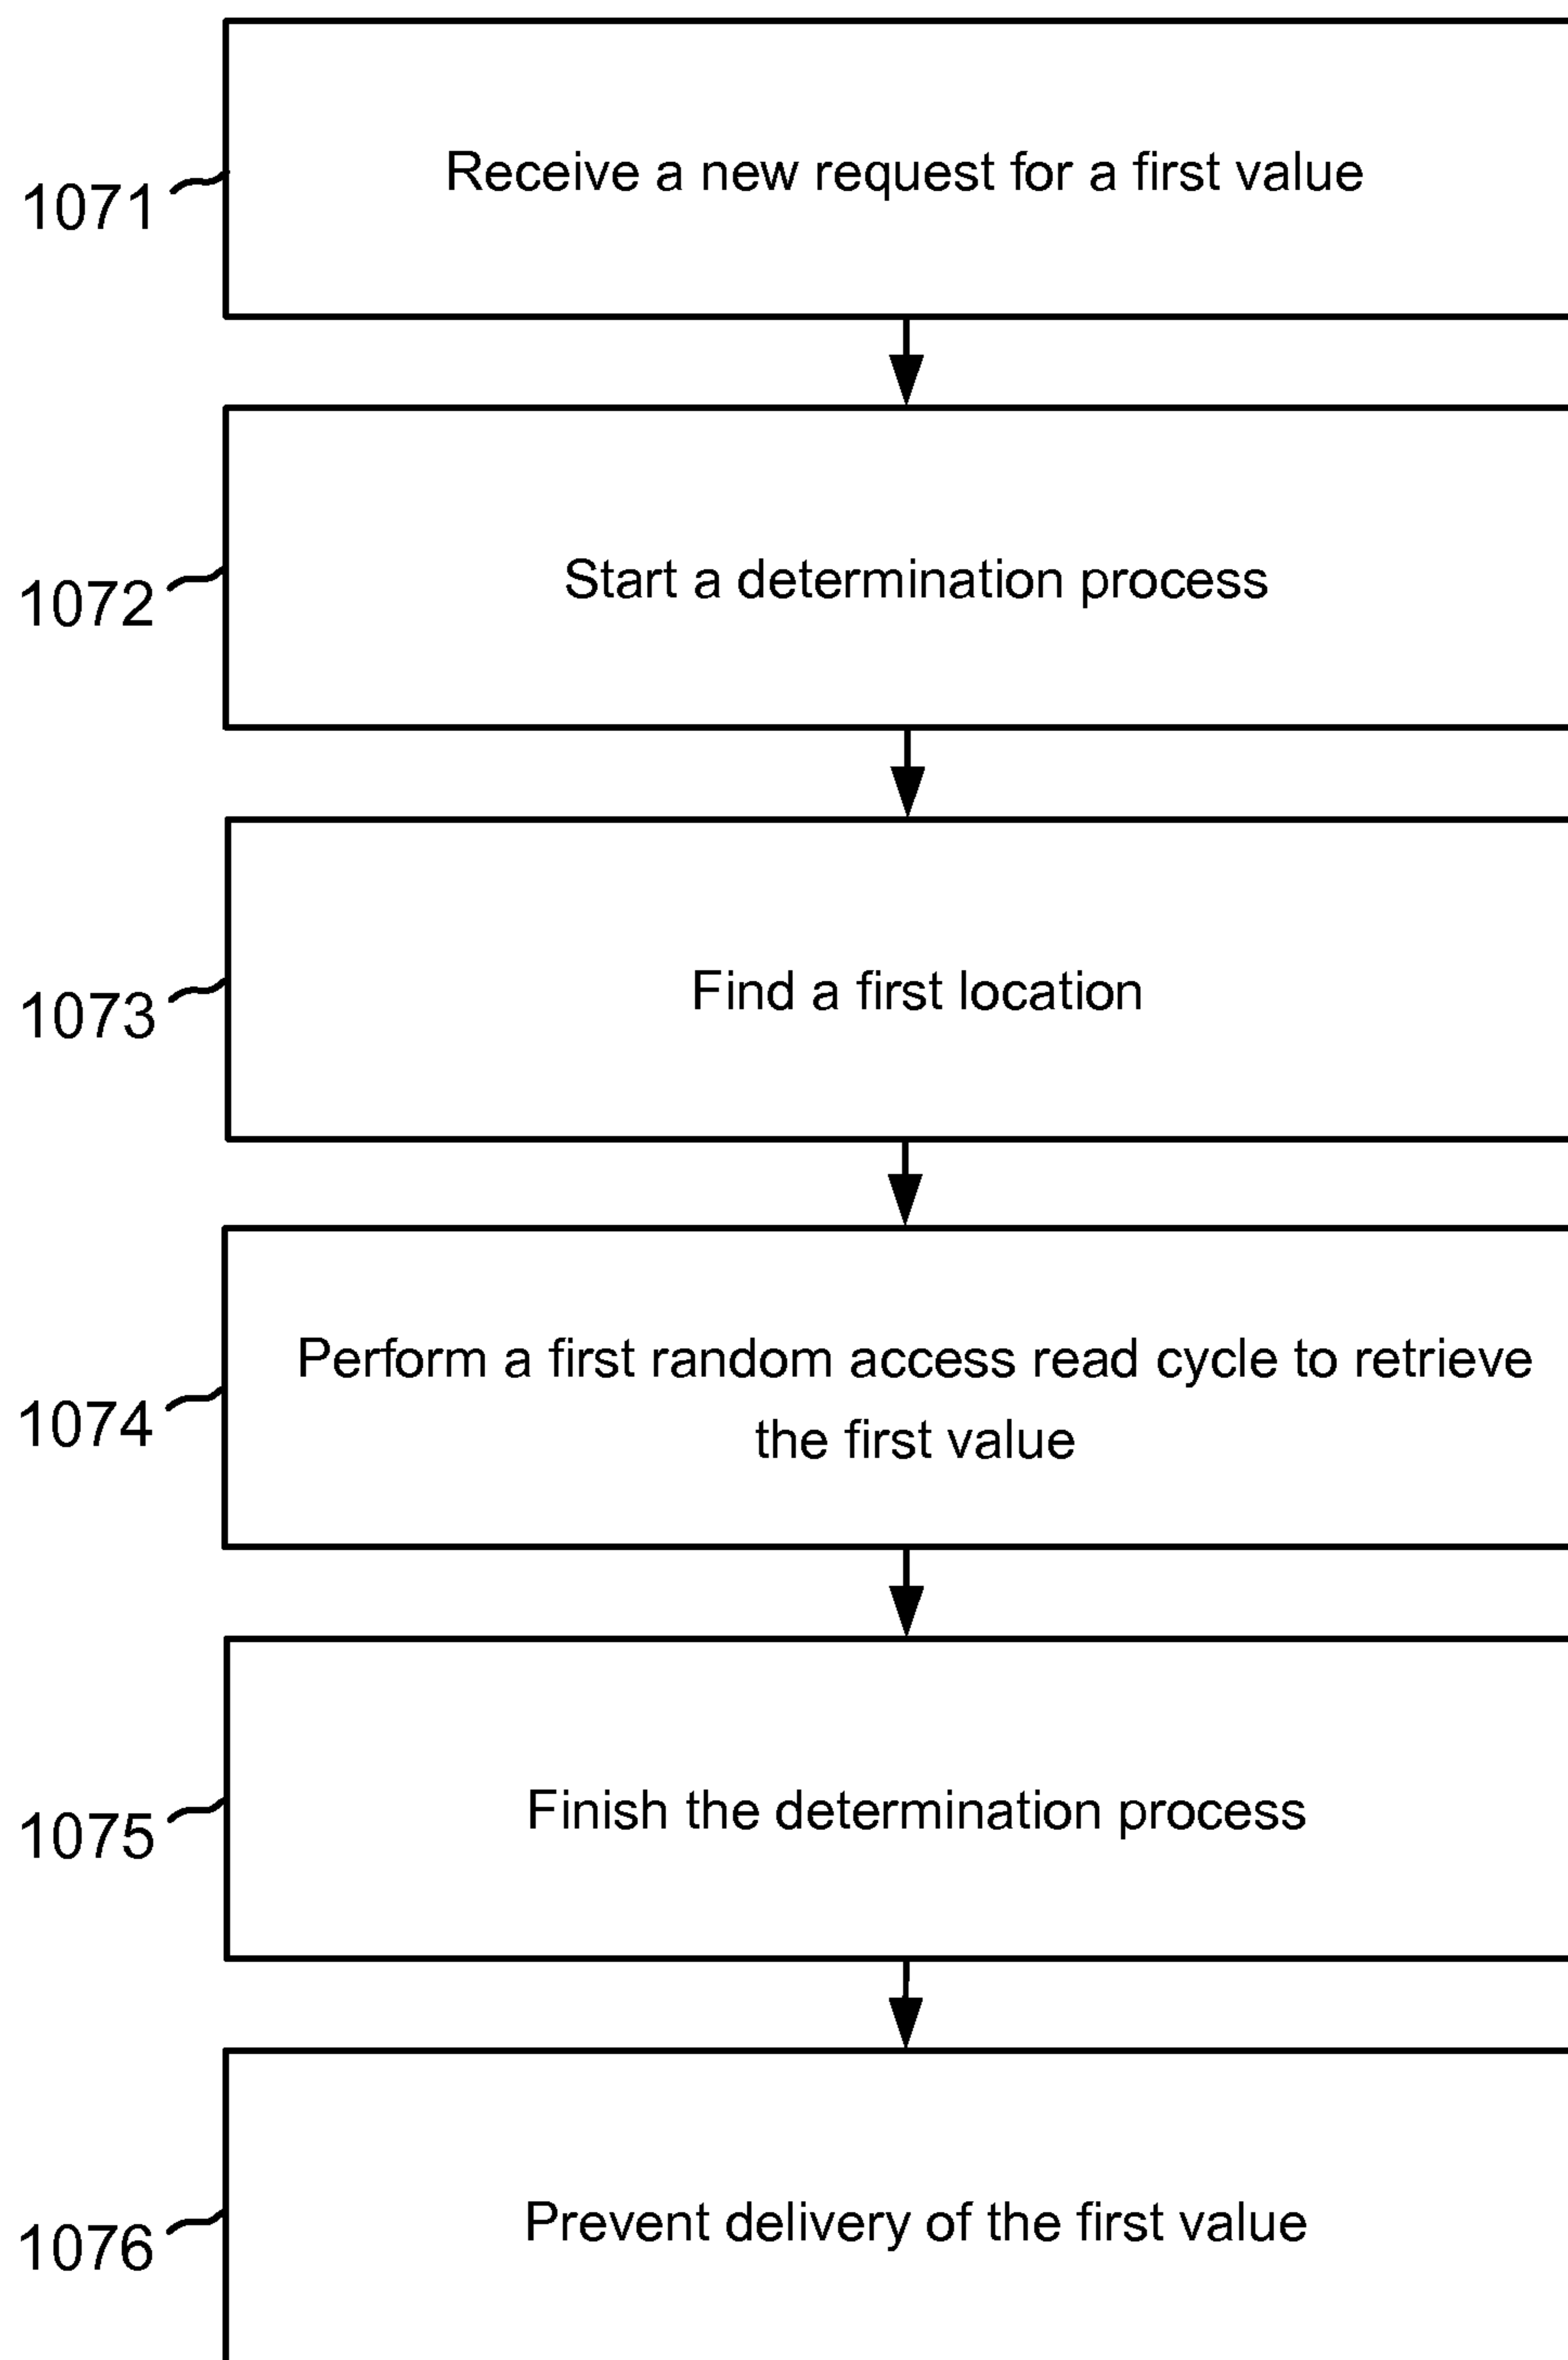 1071
Receive a new request for a first value
1072
Start a determination process
1073
Find a first location
1074
Perform a first random access read cycle to retrieve
the first value
1075
Finish the determination process
1076
Prevent delivery of the first value